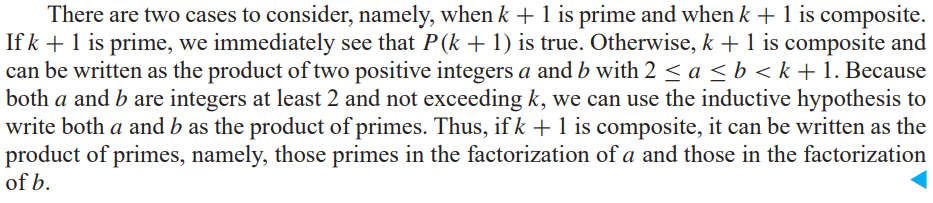 There are two cases to consider, namely, when k + 1 is prime and when k + 1 is composite.
If k + 1 is prime, we immediately see that P(k + 1) is true. Otherwise, k + 1 is composite and
can be written as the product of two positive integers a and b with 2 ≤ a ≤ b < k + 1. Because
both a and b are integers at least 2 and not exceeding k, we can use the inductive hypothesis to
write both a and b as the product of primes. Thus, if k + 1 is composite, it can be written as the
product of primes, namely, those primes in the factorization of a and those in the factorization
of b.